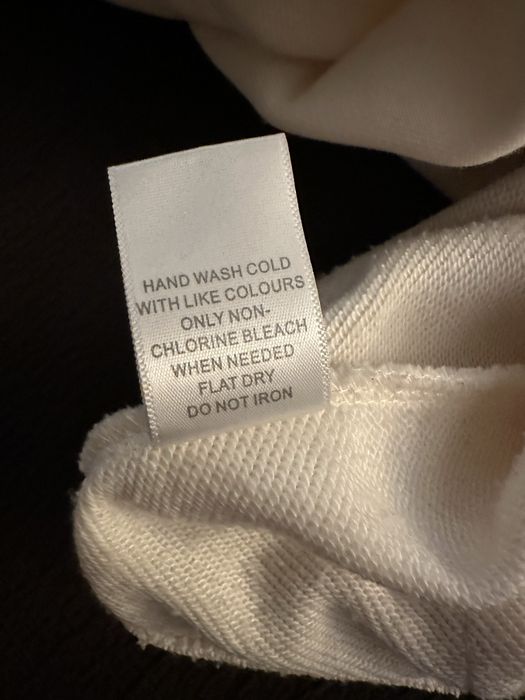 HAND WASH COLD
WITH LIKE COLOURS
ONLY NON-
CHLORINE BLEACH
WHEN NEEDED
FLAT DRY
DO NOT IRON